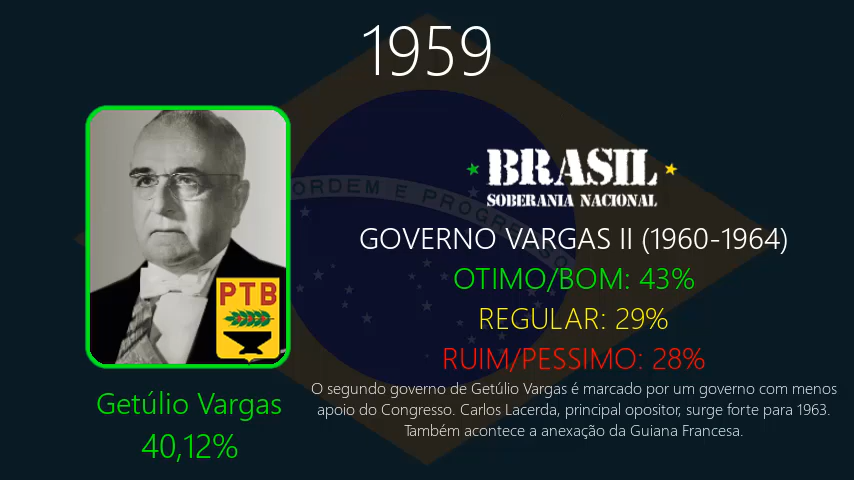 1959
ORDEM E PROGRESSO
BRASIL
SOBERANIA NACIONAL
GOVERNO VARGAS II (1960-1964)
OTIMO/BOM: 43%
REGULAR: 29%
RUIM/PESSIMO: 28%
PTB
Getúlio Vargas
40,12%
O segundo governo de Getúlio Vargas é marcado por um governo com menos
apoio do Congresso. Carlos Lacerda, principal opositor, surge forte para 1963.
Também acontece a anexação da Guiana Francesa.